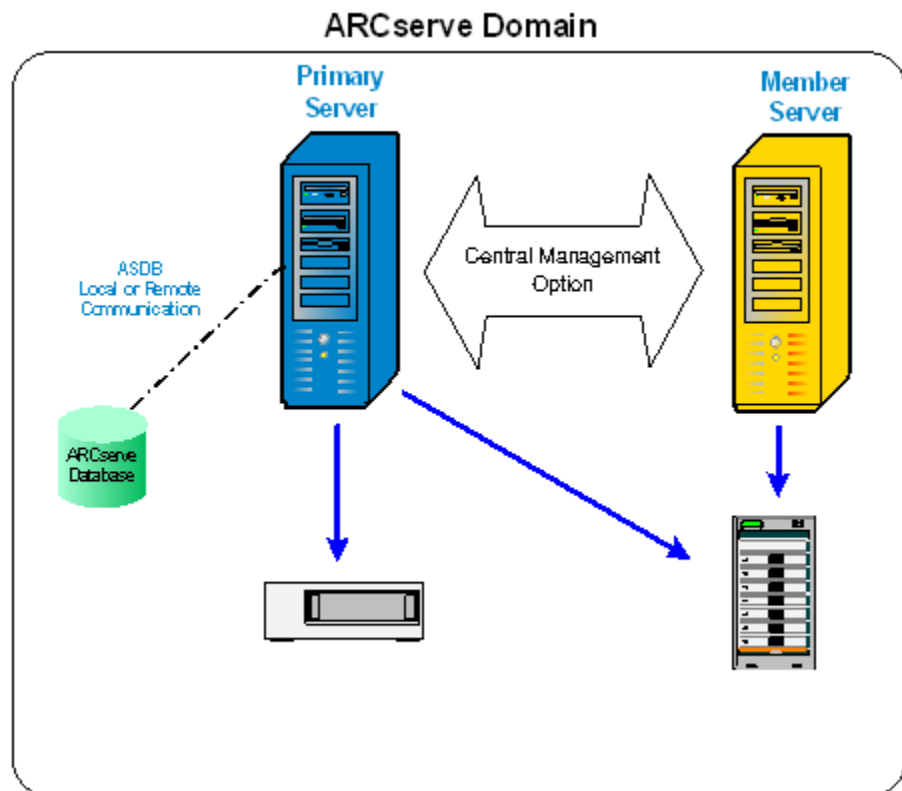 ARCserve Domain
Primary
Server
Member
Server
Central Management
Option
ASDB
Local or Remote
Communication
ARCserve
Database